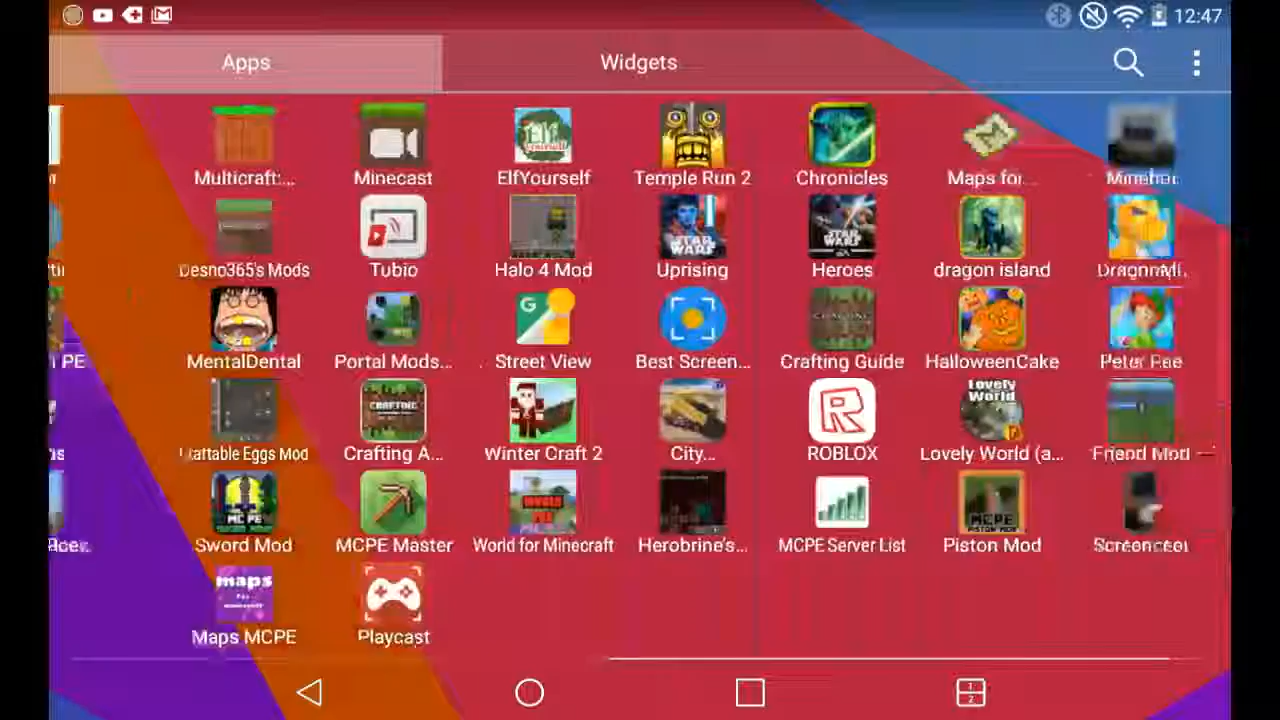 12:47
Apps Widgets
Multicraft:... Minecast ElfYourself Temple Run 2 Chronicles Maps for...
Desno365's Mods Tubio Halo 4 Mod Uprising Heroes dragon island
PE MentalDental Portal Mods... Street View Best Screen... Crafting Guide HalloweenCake
Eggs Mod Crafting A... Winter Craft 2 City... ROBLOX Lovely World (a... Friend Mod
Sword Mod MCPE Master World for Minecraft Herobrine's... MCPE Server List Piston Mod
Maps MCPE Playcast